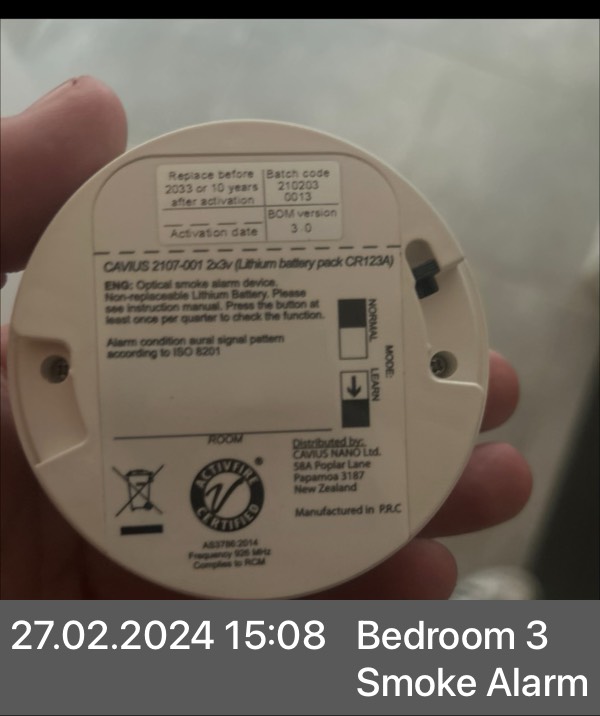 Replace before
2033 or 10 years
after activation
Activation date
Batch code
210203
0013
BOM version
3.0
CAVIUS 2107-001 2x3v (Lithium battery pack CR123A)
ENG: Optical smoke alarm device.
Non-replaceable Lithium Battery. Please
see instruction manual. Press the button at
least once per quarter to check the function.
Alarm condition aural signal pattern
according to ISO 8201
NORMAL
MODE:
LEARN
ROOM
ACTIVFIRE
®
CERTIFIED
AS3786:2014
Frequency 926 MHz
Complies to RCM
Distributed by:
CAVIUS NANO Ltd.
58A Poplar Lane
Papamoa 3187
New Zealand
Manufactured in P.R.C
27.02.2024 15:08
Bedroom 3
Smoke Alarm